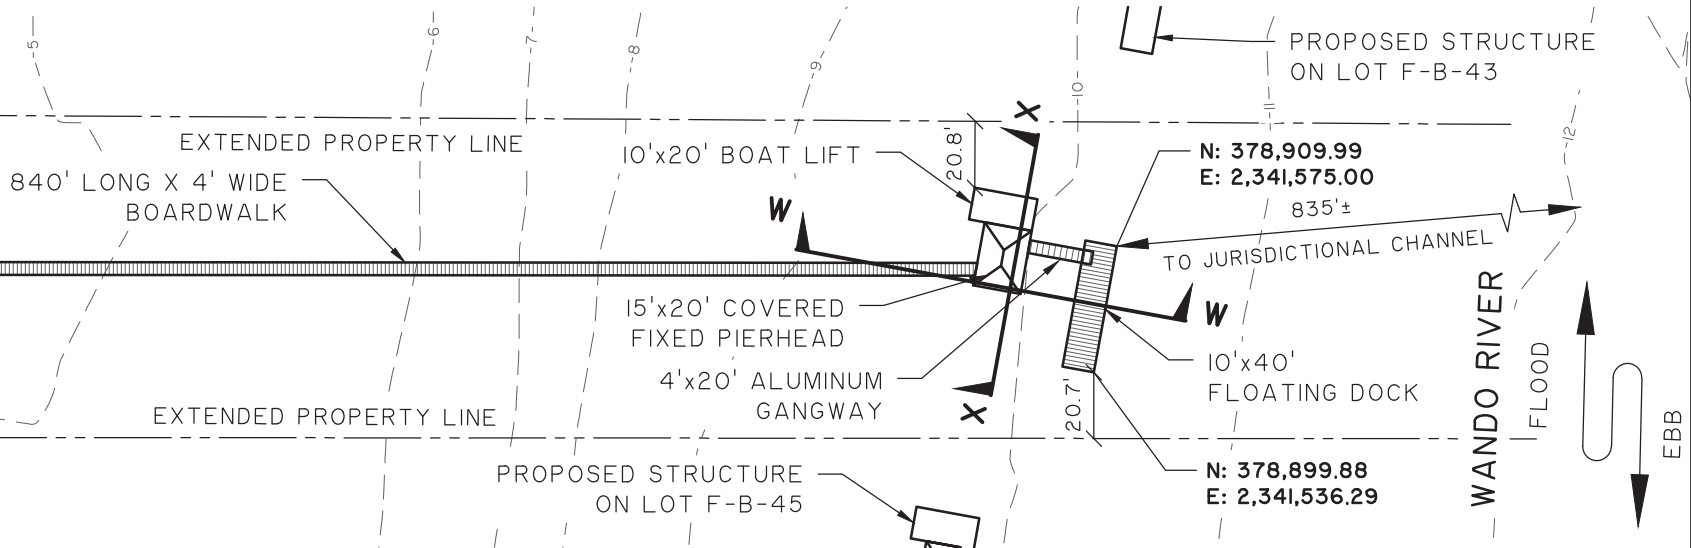 5
6
7
8
9
10
11
12
PROPOSED STRUCTURE
ON LOT F-B-43
EXTENDED PROPERTY LINE
10'x20' BOAT LIFT
20.8'
X
N: 378,909.99
E: 2,341,575.00
840' LONG X 4' WIDE
BOARDWALK
W
835'±
TO JURISDICTIONAL CHANNEL
15'x20' COVERED
FIXED PIERHEAD
W
4'x20' ALUMINUM
GANGWAY
X
10'x40'
FLOATING DOCK
20.7'
WANDO RIVER
FLOOD
EBB
EXTENDED PROPERTY LINE
PROPOSED STRUCTURE
ON LOT F-B-45
N: 378,899.88
E: 2,341,536.29